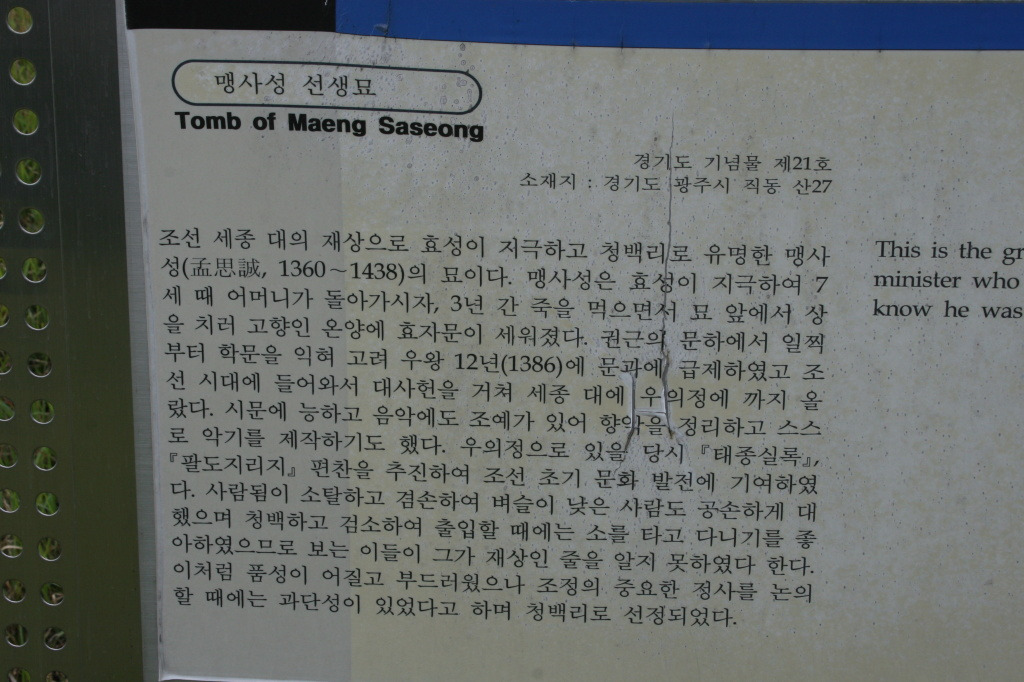 맹사성 선생묘
Tomb of Maeng Saseong
경기도 기념물 제21호
소재지 : 경기도 광주시 직동 산27
조선 세종 대의 재상으로 효성이 지극하고 청백리로 유명한 맹사
성(孟思誠, 1360~1438)의 묘이다. 맹사성은 효성이 지극하여 7
세 때 어머니가 돌아가시자, 3년 간 죽을 먹으면서 묘 앞에서 상
을 치러 고향인 온양에 효자문이 세워졌다. 권근의 문하에서 일찍
부터 학문을 익혀 고려 우왕 12년(1386)에 문과에 급제하였고 조
선 시대에 들어와서 대사헌을 거쳐 세종 대에 우의정에 까지 올
랐다. 시문에 능하고 음악에도 조예가 있어 향악을 정리하고 스스
로 악기를 제작하기도 했다. 우의정으로 있을 당시 『태종실록』,
『팔도지리지』 편찬을 추진하여 조선 초기 문화 발전에 기여하였
다. 사람됨이 소탈하고 겸손하여 벼슬이 낮은 사람도 공손하게 대
했으며 청백하고 검소하여 출입할 때에는 소를 타고 다니기를 좋
아하였으므로 보는 이들이 그가 재상인 줄을 알지 못하였다 한다.
이처럼 품성이 어질고 부드러웠으나 조정의 중요한 정사를 논의
할 때에는 과단성이 있었다고 하며 청백리로 선정되었다.
This is the gr
minister who
know he was